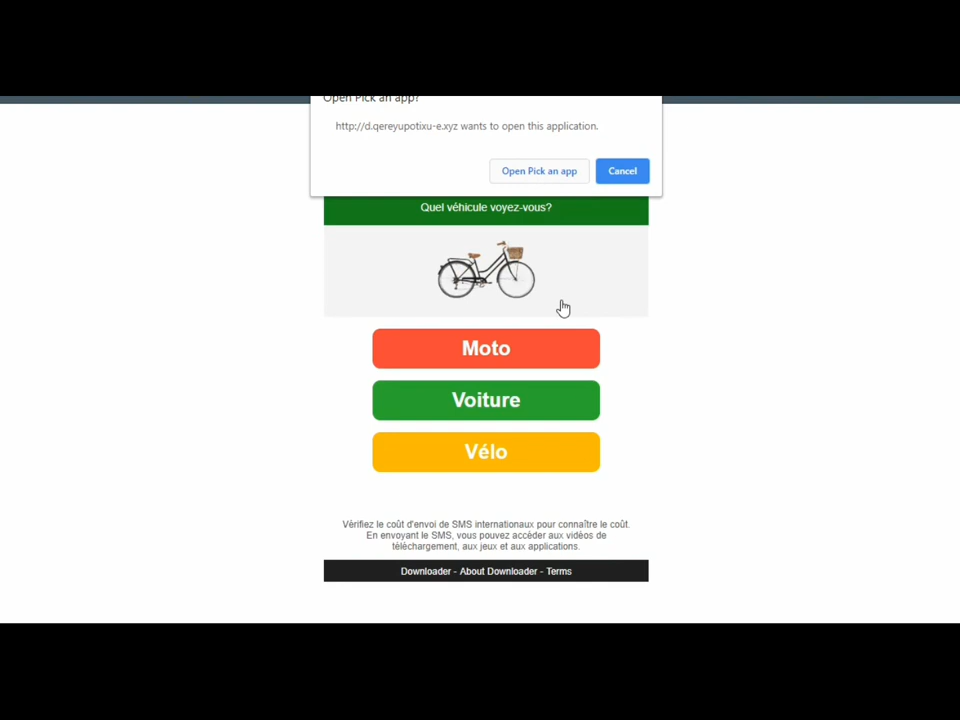 Open Pick an app?
http://d.qereyupotixu-e.xyz wants to open this application.
Open Pick an app
Cancel
Quel véhicule voyez-vous?
Moto
Voiture
Vélo
Vérifiez le coût d'envoi de SMS internationaux pour connaître le coût.
En envoyant le SMS, vous pouvez accéder aux vidéos de
téléchargement, aux jeux et aux applications.
Downloader - About Downloader - Terms